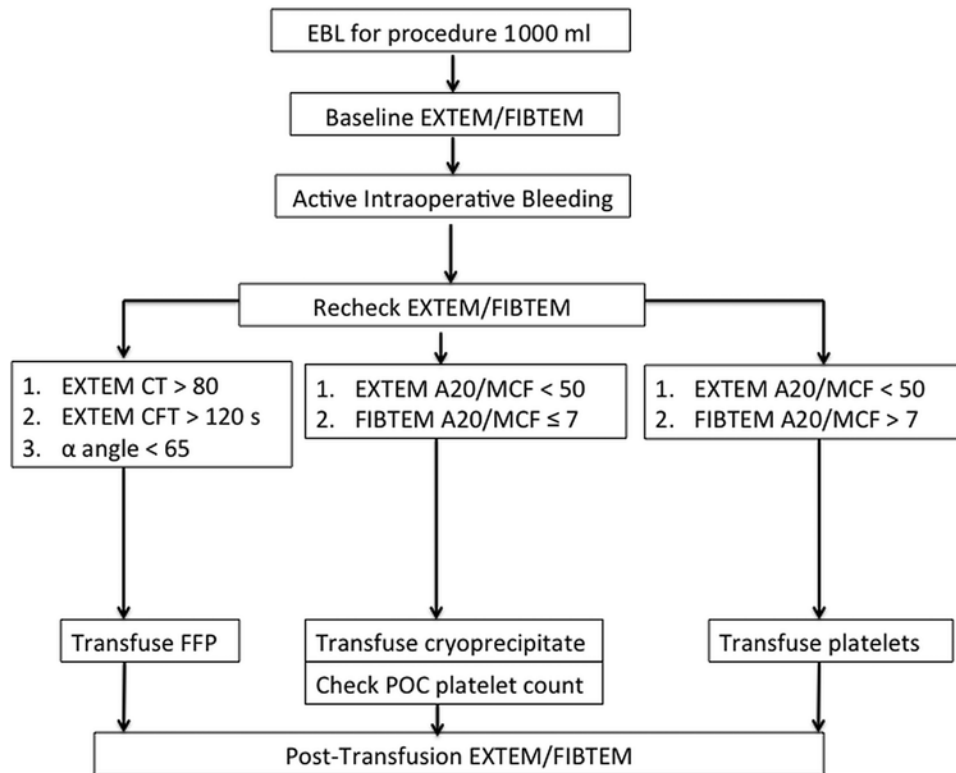 EBL for procedure 1000 ml
Baseline EXTEM/FIBTEM
Active Intraoperative Bleeding
Recheck EXTEM/FIBTEM
1. EXTEM CT > 80
2. EXTEM CFT > 120 s
3. α angle < 65
1. EXTEM A20/MCF < 50
2. FIBTEM A20/MCF ≤ 7
1. EXTEM A20/MCF < 50
2. FIBTEM A20/MCF > 7
Transfuse FFP
Transfuse cryoprecipitate
Check POC platelet count
Transfuse platelets
Post-Transfusion EXTEM/FIBTEM